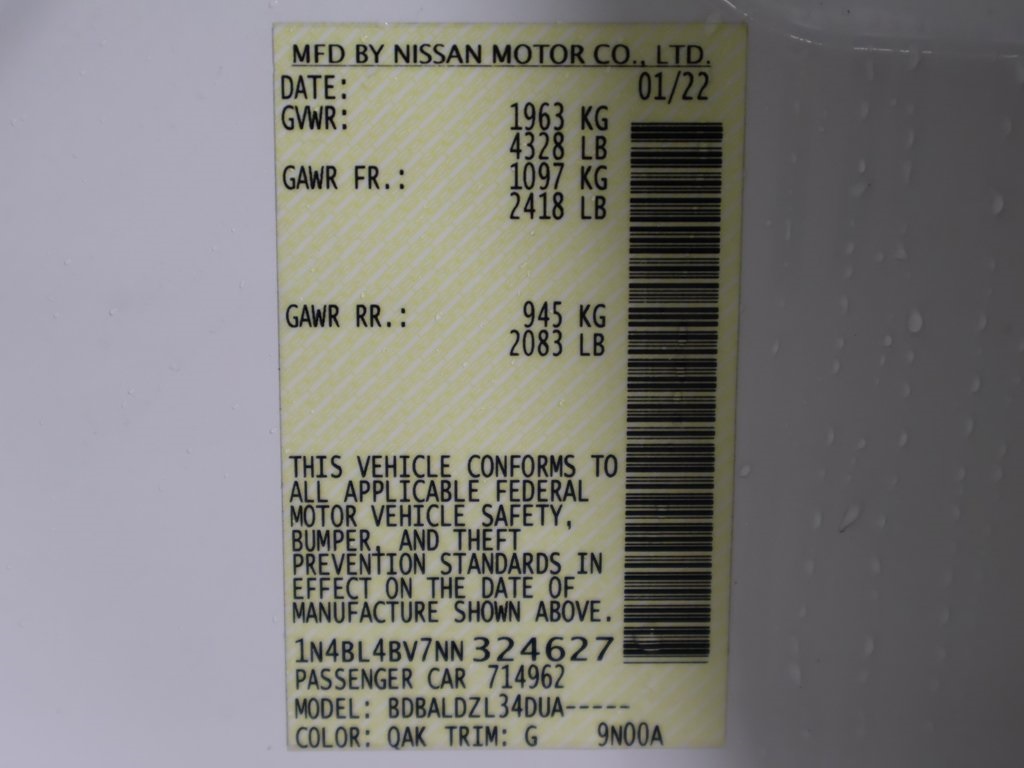 MFD BY NISSAN MOTOR CO., LTD.
DATE: 01/22
GVWR: 1963 KG
4328 LB
GAWR FR.: 1097 KG
2418 LB
GAWR RR.: 945 KG
2083 LB
THIS VEHICLE CONFORMS TO
ALL APPLICABLE FEDERAL
MOTOR VEHICLE SAFETY,
BUMPER, AND THEFT
PREVENTION STANDARDS IN
EFFECT ON THE DATE OF
MANUFACTURE SHOWN ABOVE.
1N4BL4BV7NN324627
PASSENGER CAR 714962
MODEL: BDBALDZL34DUA-----
COLOR: QAK TRIM: G 9N00A